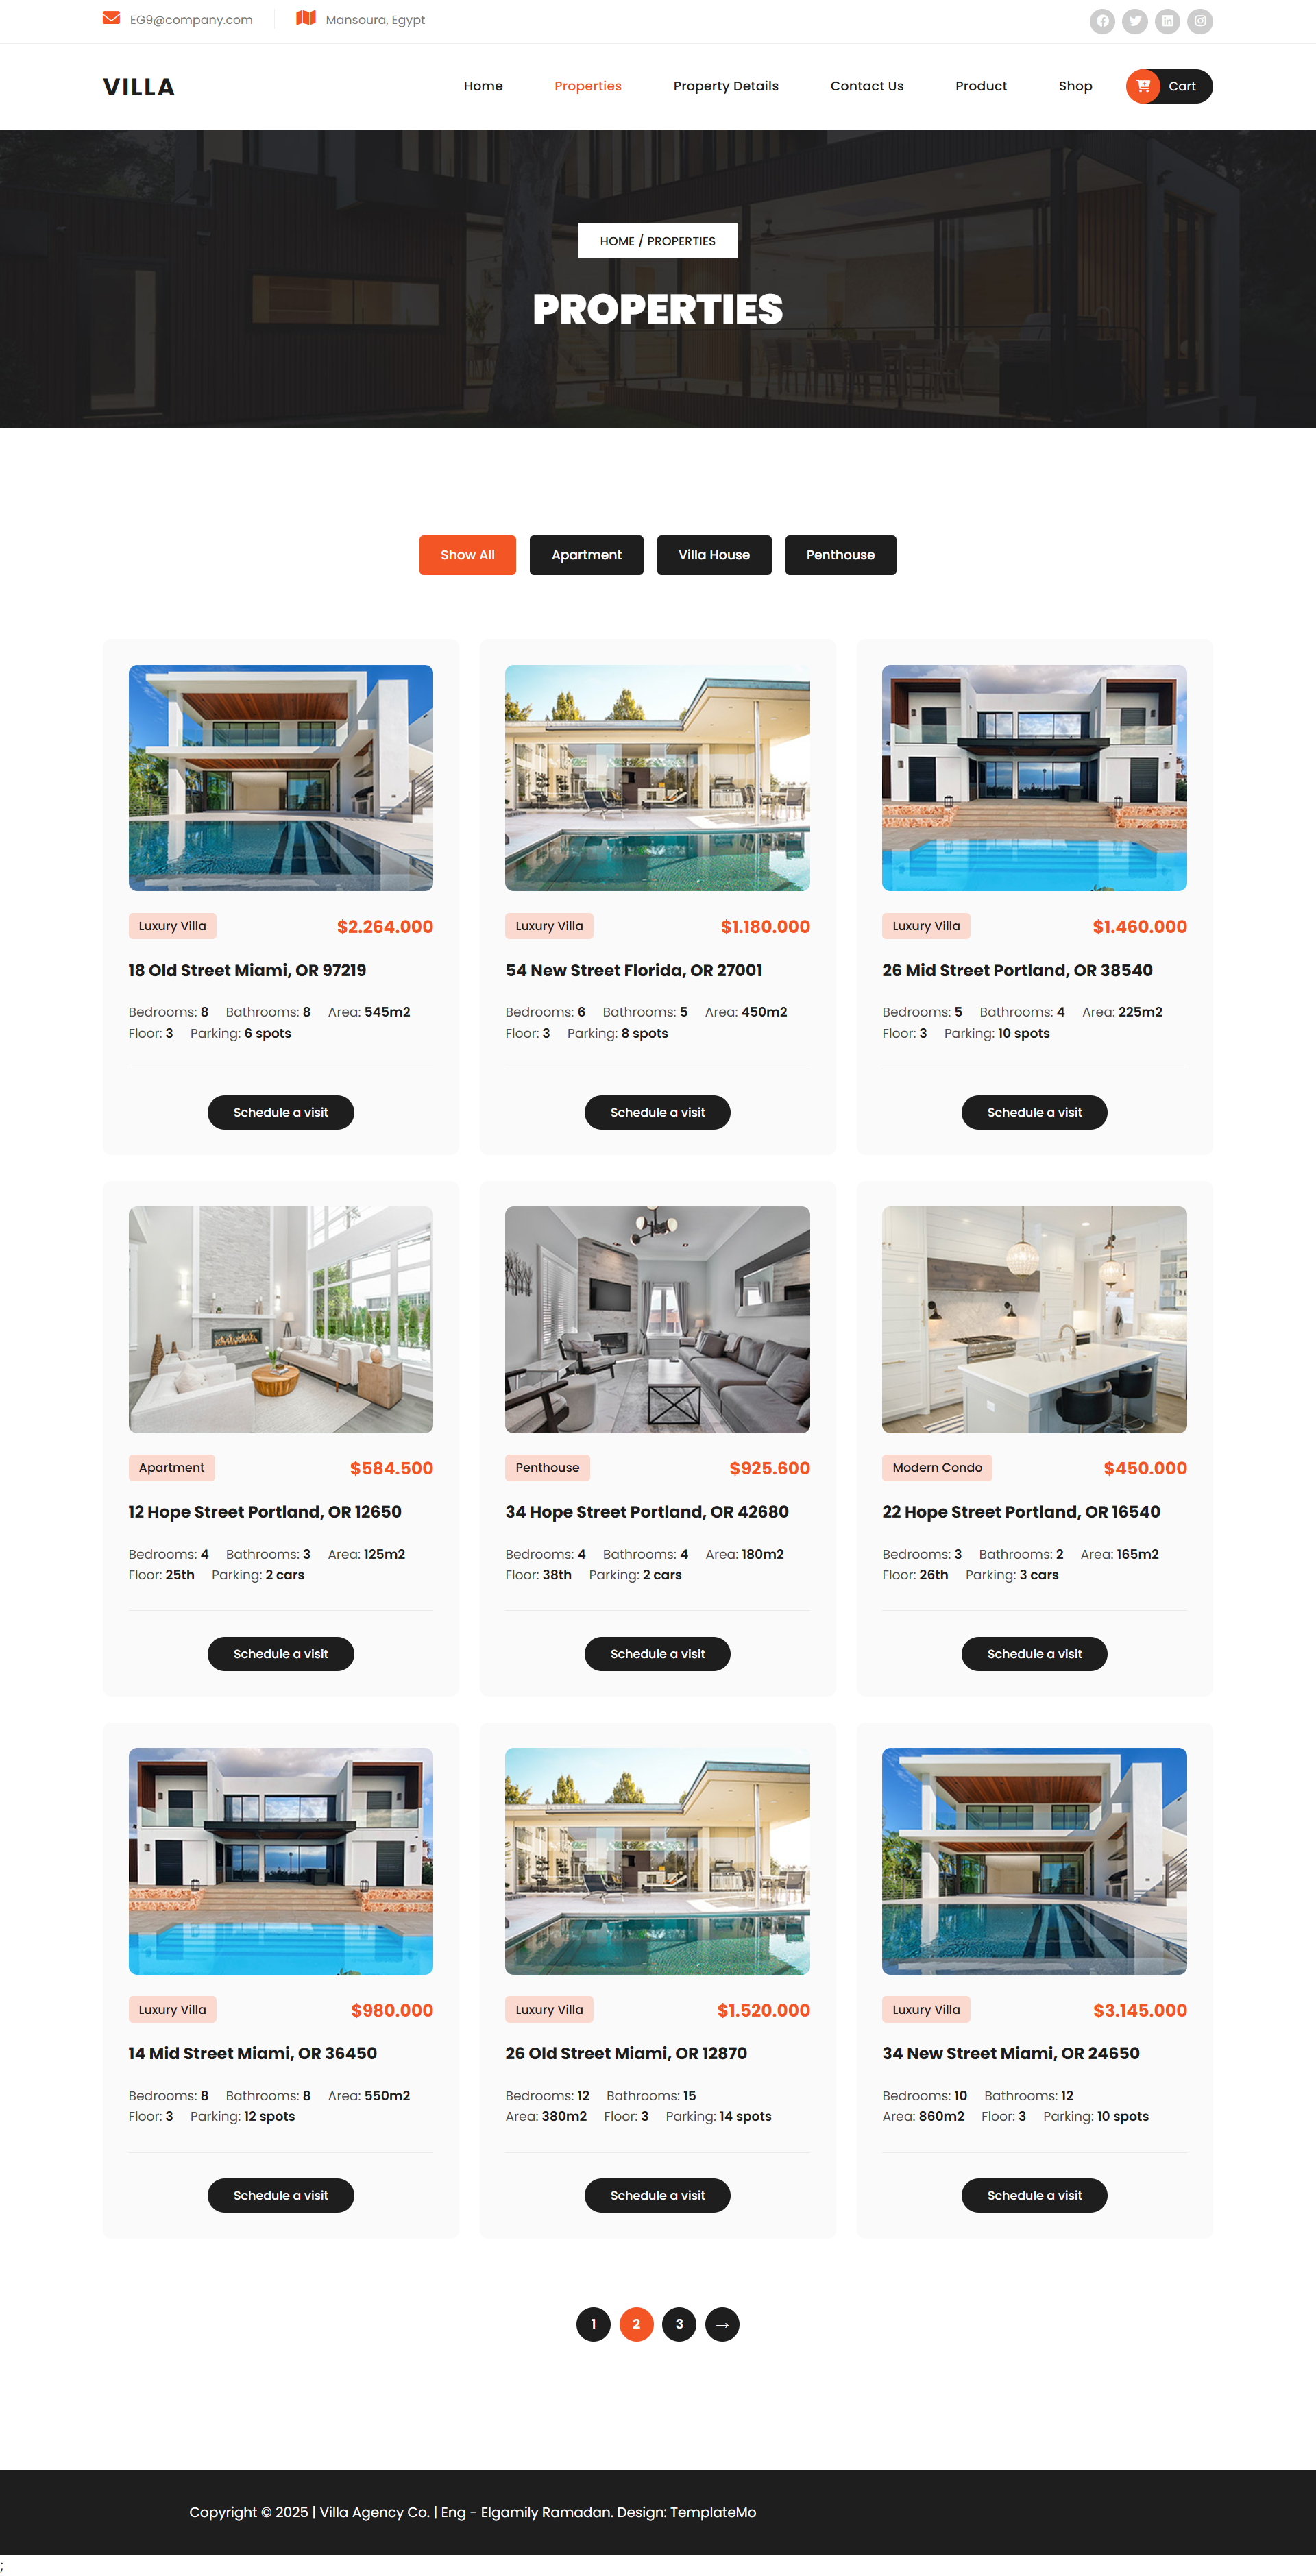 EG9@company.com Mansoura, Egypt
VILLA Home Properties Property Details Contact Us Product Shop Cart
HOME / PROPERTIES
PROPERTIES
Show All Apartment Villa House Penthouse
Luxury Villa $2.264.000
18 Old Street Miami, OR 97219
Bedrooms: 8 Bathrooms: 8 Area: 545m2
Floor: 3 Parking: 6 spots
Schedule a visit
Luxury Villa $1.180.000
54 New Street Florida, OR 27001
Bedrooms: 6 Bathrooms: 5 Area: 450m2
Floor: 3 Parking: 8 spots
Schedule a visit
Luxury Villa $1.460.000
26 Mid Street Portland, OR 38540
Bedrooms: 5 Bathrooms: 4 Area: 225m2
Floor: 3 Parking: 10 spots
Schedule a visit
Apartment $584.500
12 Hope Street Portland, OR 12650
Bedrooms: 4 Bathrooms: 3 Area: 125m2
Floor: 25th Parking: 2 cars
Schedule a visit
Penthouse $925.600
34 Hope Street Portland, OR 42680
Bedrooms: 4 Bathrooms: 4 Area: 180m2
Floor: 38th Parking: 2 cars
Schedule a visit
Modern Condo $450.000
22 Hope Street Portland, OR 16540
Bedrooms: 3 Bathrooms: 2 Area: 165m2
Floor: 26th Parking: 3 cars
Schedule a visit
Luxury Villa $980.000
14 Mid Street Miami, OR 36450
Bedrooms: 8 Bathrooms: 8 Area: 550m2
Floor: 3 Parking: 12 spots
Schedule a visit
Luxury Villa $1.520.000
26 Old Street Miami, OR 12870
Bedrooms: 12 Bathrooms: 15
Area: 380m2 Floor: 3 Parking: 14 spots
Schedule a visit
Luxury Villa $3.145.000
34 New Street Miami, OR 24650
Bedrooms: 10 Bathrooms: 12
Area: 860m2 Floor: 3 Parking: 10 spots
Schedule a visit
1 2 3 →
Copyright © 2025 | Villa Agency Co. | Eng - Elgamily Ramadan. Design: TemplateMo
;